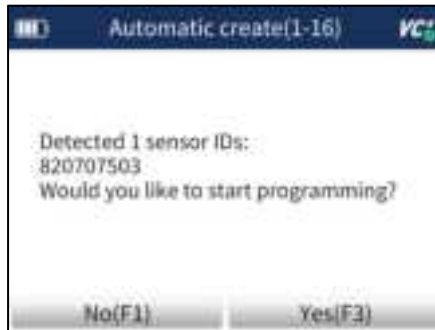 Automatic create(1-16)
Detected 1 sensor IDs:
820707503
Would you like to start programming?
No(F1)
Yes(F3)